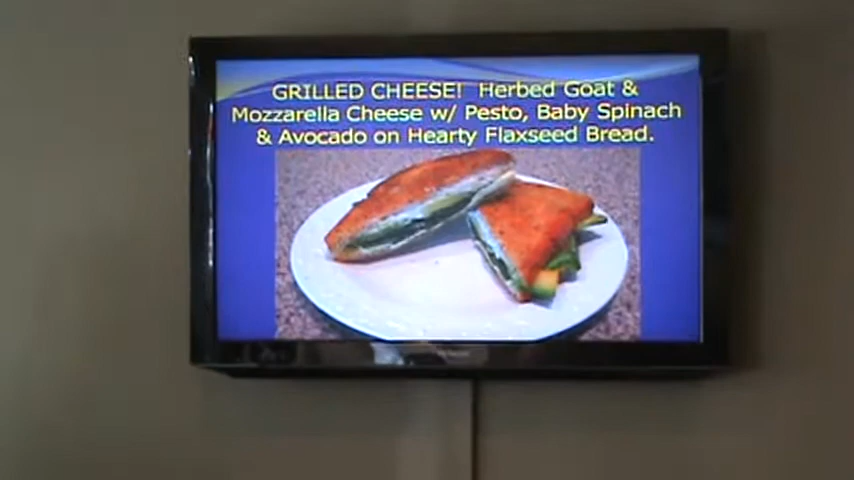 GRILLED CHEESE! Herbed Goat &
Mozzarella Cheese w/ Pesto, Baby Spinach
& Avocado on Hearty Flaxseed Bread.